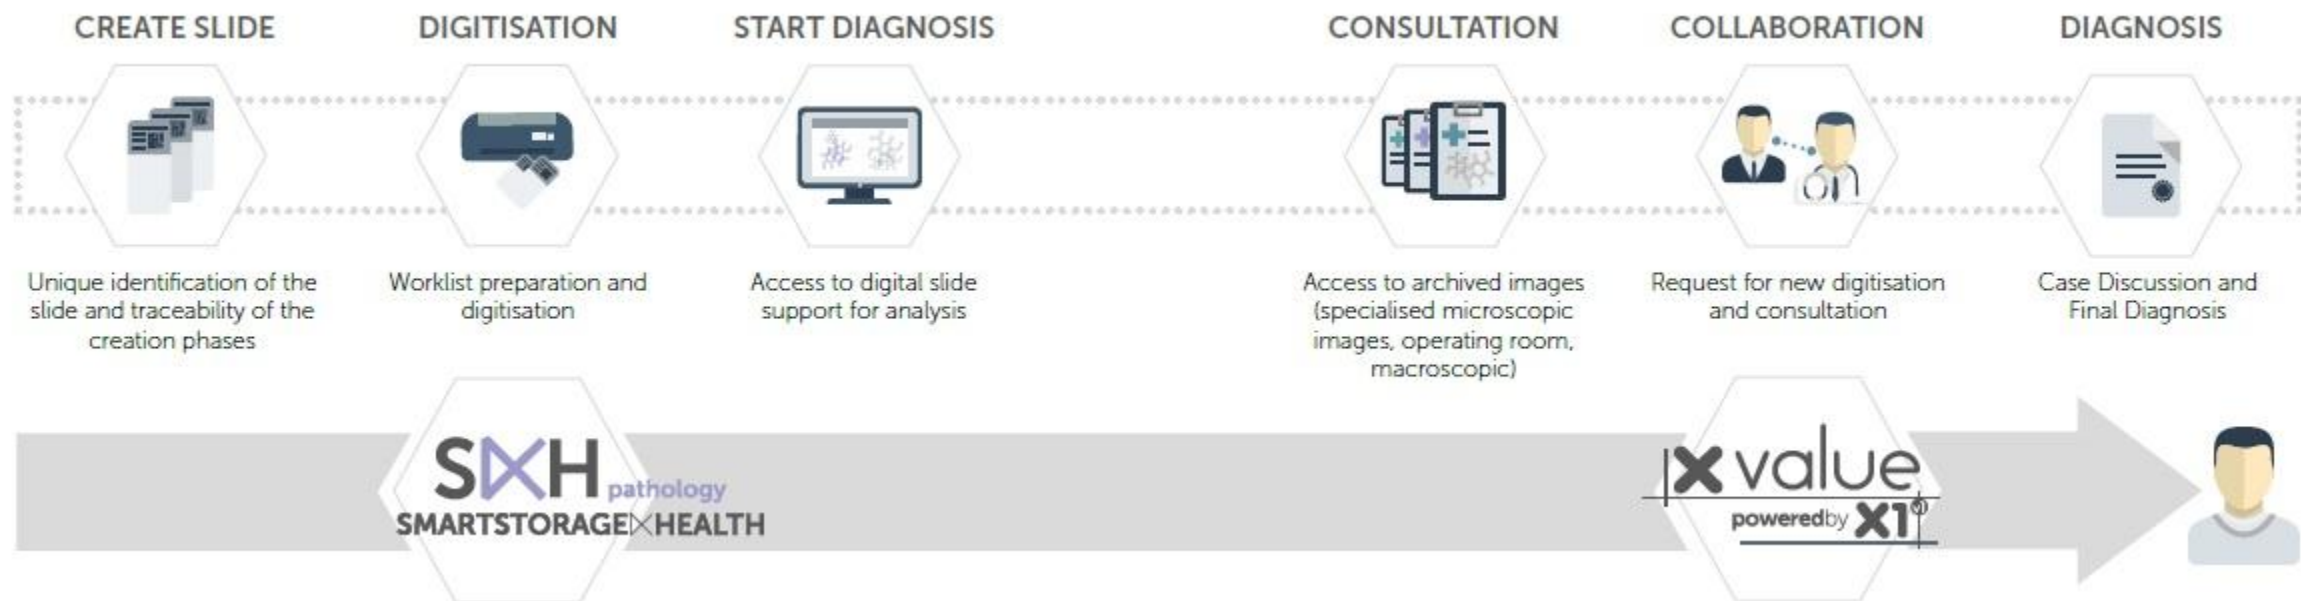 CREATE SLIDE
DIGITISATION
START DIAGNOSIS
CONSULTATION
COLLABORATION
DIAGNOSIS
Unique identification of the
slide and traceability of the
creation phases
Worklist preparation and
digitisation
Access to digital slide
support for analysis
Access to archived images
(specialised microscopic
images, operating room,
macroscopic)
Request for new digitisation
and consultation
Case Discussion and
Final Diagnosis
SXH pathology
SMARTSTORAGEXHEALTH
X value
poweredby X1